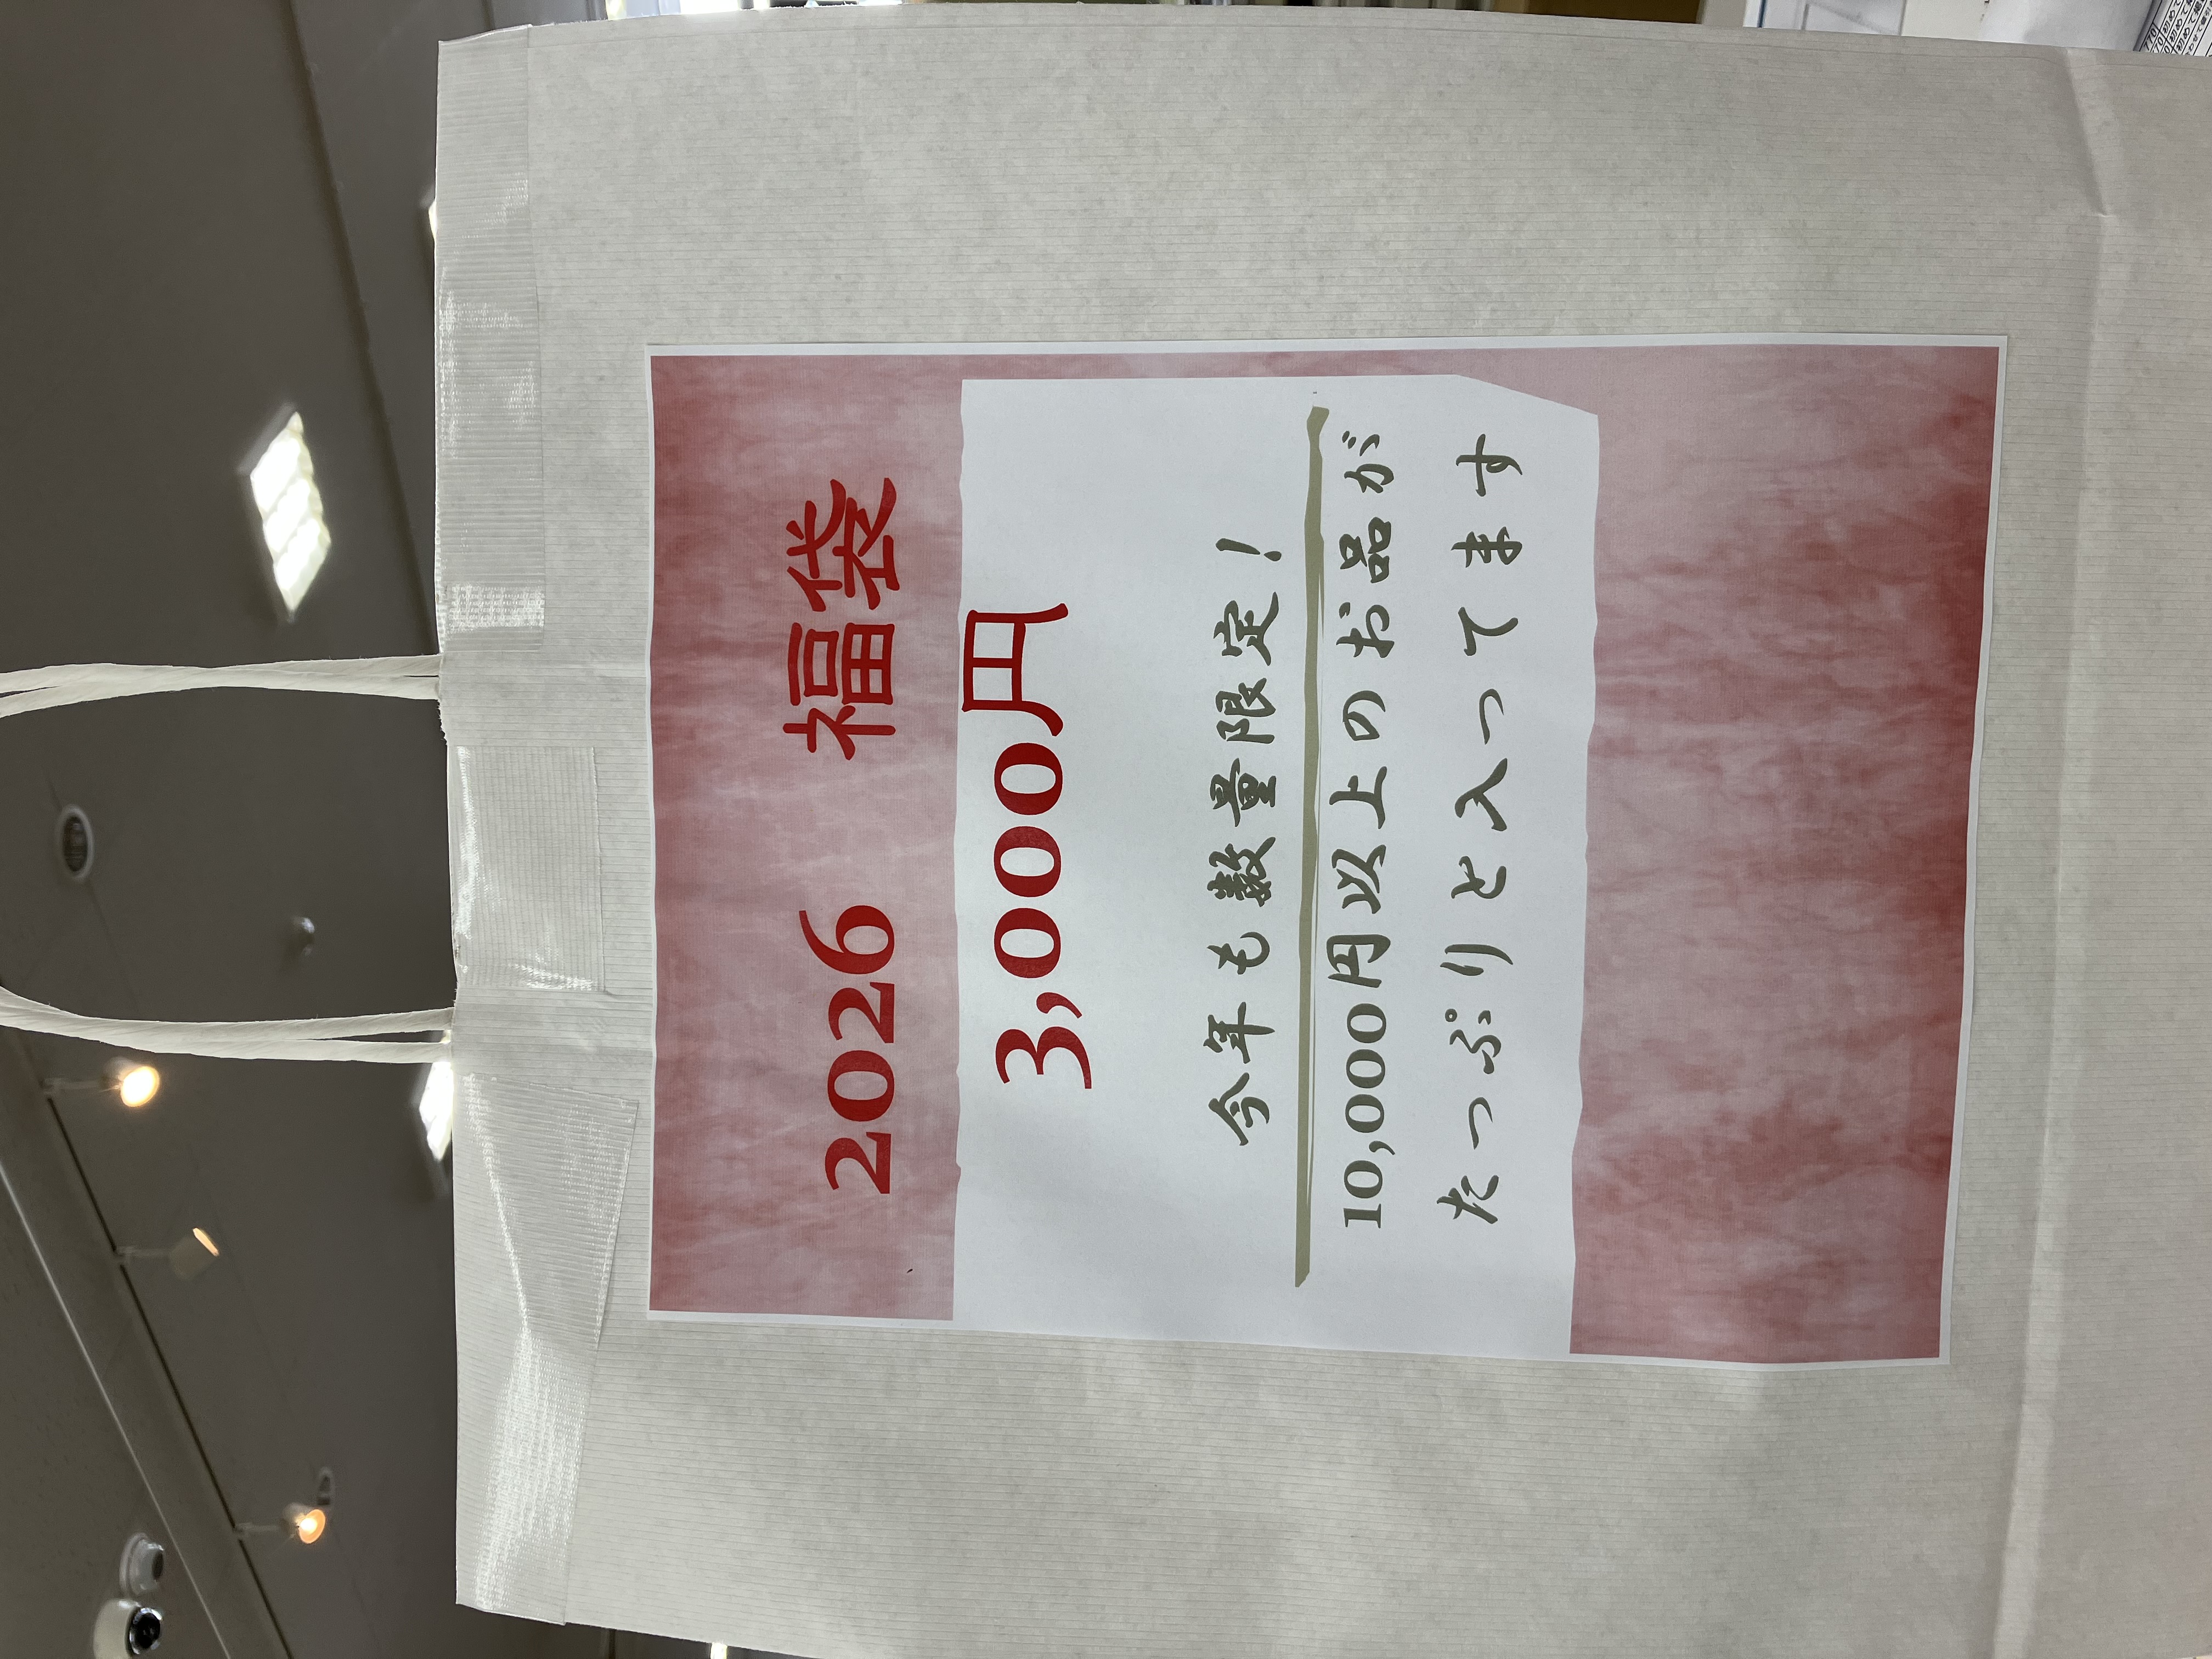 2026 福袋
3,000円
今年も数量限定！
10,000円以上のお品が
たっぷりと入ってます